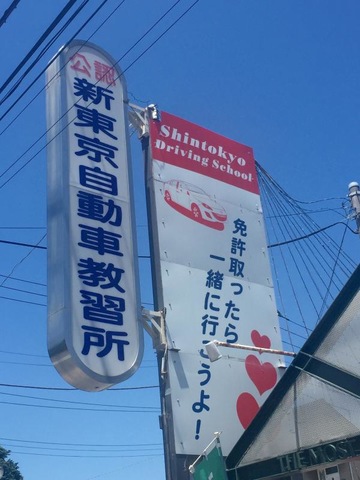 公認
新東京自動車教習所
Shintokyo
Driving School
免許取ったら
一緒に行こうよ!
THE MOSE